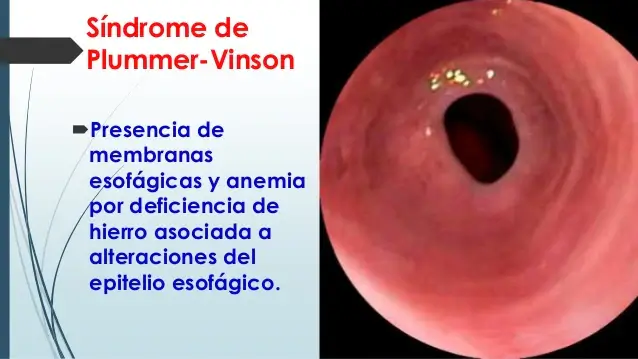 Síndrome de
Plummer-Vinson
Presencia de
membranas
esofágicas y anemia
por deficiencia de
hierro asociada a
alteraciones del
epitelio esofágico.